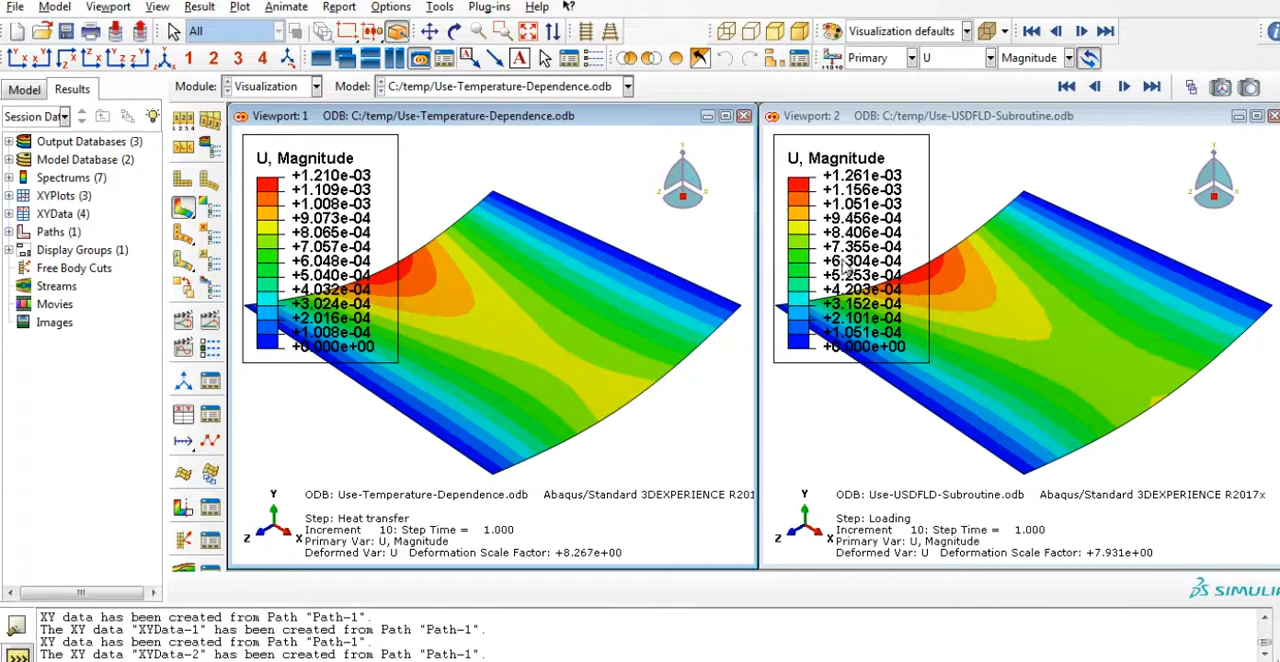 File Model Viewport View Result Plot Animate Report Options Tools Plug-ins Help
All Visualization defaults
1 2 3 4 A Primary U Magnitude
Model Results Module: Visualization Model: C:/temp/Use-Temperature-Dependence.odb
Session Dat
Output Databases (3)
Model Database (2)
Spectrums (7)
XYPlots (3)
XYData (4)
Paths (1)
Display Groups (1)
Free Body Cuts
Streams
Movies
Images
Viewport: 1 ODB: C:/temp/Use-Temperature-Dependence.odb
U, Magnitude
+1.210e-03
+1.109e-03
+1.008e-03
+9.073e-04
+8.065e-04
+7.057e-04
+6.048e-04
+5.040e-04
+4.032e-04
+3.024e-04
+2.016e-04
+1.008e-04
+0.000e+00
Y
Z X
ODB: Use-Temperature-Dependence.odb Abaqus/Standard 3DEXPERIENCE R201
Step: Heat transfer
Increment 10: Step Time = 1.000
Primary Var: U, Magnitude
Deformed Var: U Deformation Scale Factor: +8.267e+00
Y
Z X
Viewport: 2 ODB: C:/temp/Use-USDFLD-Subroutine.odb
U, Magnitude
+1.261e-03
+1.156e-03
+1.051e-03
+9.456e-04
+8.406e-04
+7.355e-04
+6.304e-04
+5.253e-04
+4.203e-04
+3.152e-04
+2.101e-04
+1.051e-04
+0.000e+00
Y
Z X
ODB: Use-USDFLD-Subroutine.odb Abaqus/Standard 3DEXPERIENCE R2017x
Step: Loading
Increment 10: Step Time = 1.000
Primary Var: U, Magnitude
Deformed Var: U Deformation Scale Factor: +7.931e+00
Y
Z X
SIMULIA
XY data has been created from Path "Path-1".
The XY data "XYData-1" has been created from Path "Path-1".
XY data has been created from Path "Path-1".
The XY data "XYData-2" has been created from Path "Path-1".